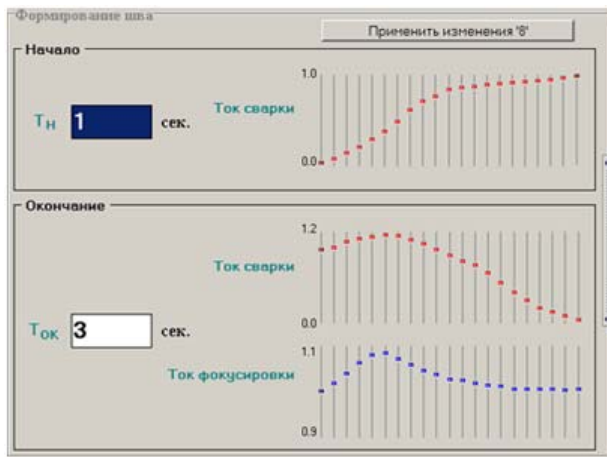 Формирование шва
Применить изменения '8'
Начало
Тн 1 сек.
Ток сварки
1.0
0.0
Окончание
Ток сварки
1.2
0.0
Ток 3 сек.
Ток фокусировки
1.1
0.9